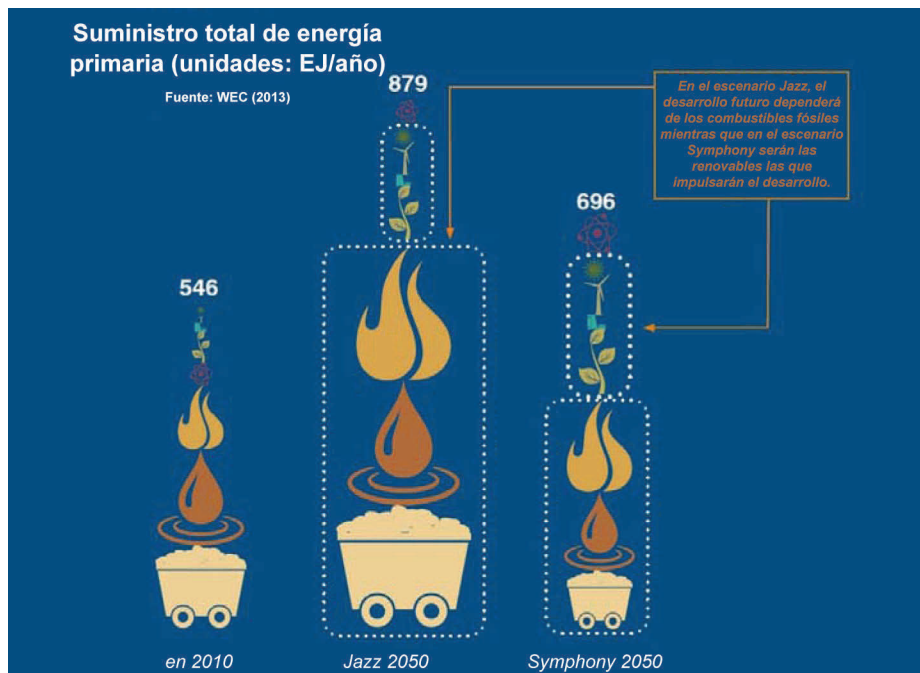 Suministro total de energía
primaria (unidades: EJ/año)
Fuente: WEC (2013)
879
En el escenario Jazz, el
desarrollo futuro dependerá
de los combustibles fósiles
mientras que en el escenario
Symphony serán las
renovables las que
impulsarán el desarrollo.
696
546
en 2010
Jazz 2050
Symphony 2050